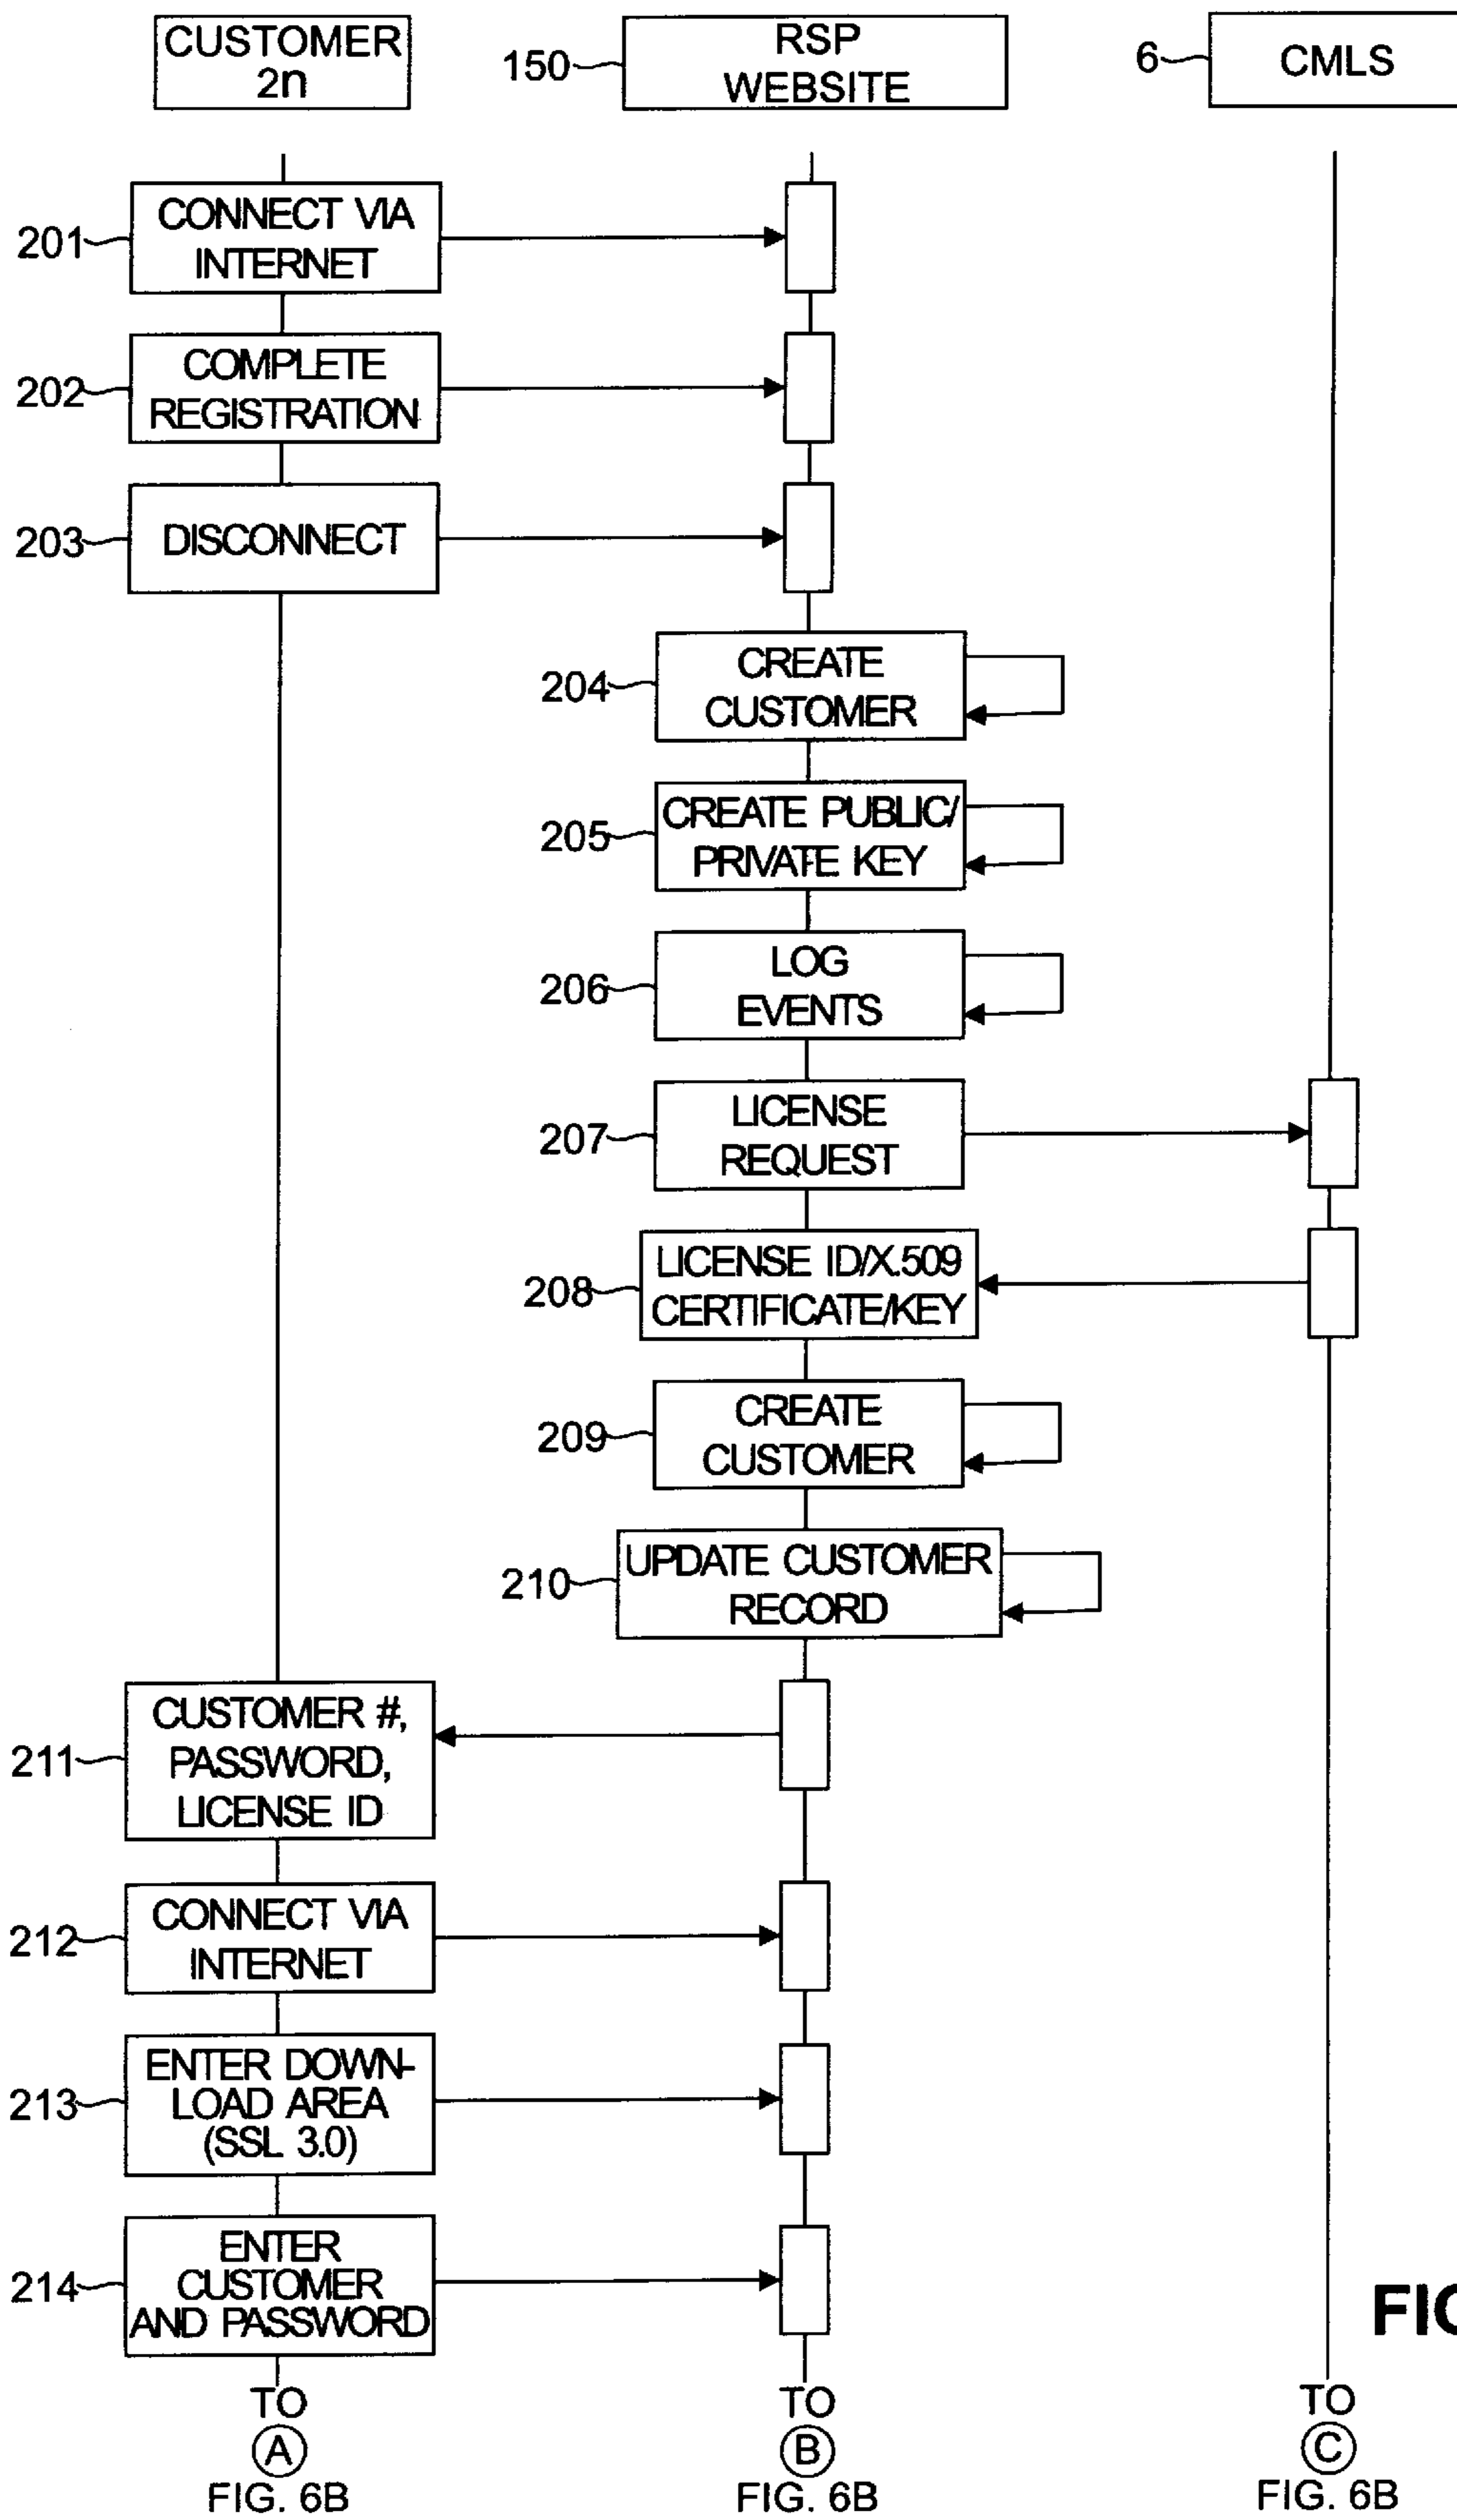 CUSTOMER
2n
150
RSP
WEBSITE
6
CMLS
201
CONNECT VIA
INTERNET
202
COMPLETE
REGISTRATION
203
DISCONNECT
204
CREATE
CUSTOMER
205
CREATE PUBLIC/
PRIVATE KEY
206
LOG
EVENTS
207
LICENSE
REQUEST
208
LICENSE ID/X.509
CERTIFICATE/KEY
209
CREATE
CUSTOMER
210
UPDATE CUSTOMER
RECORD
211
CUSTOMER #,
PASSWORD,
LICENSE ID
212
CONNECT VIA
INTERNET
213
ENTER DOWN-
LOAD AREA
(SSL 3.0)
214
ENTER
CUSTOMER
AND PASSWORD
TO
A
FIG. 6B
TO
B
FIG. 6B
TO
C
FIG. 6B